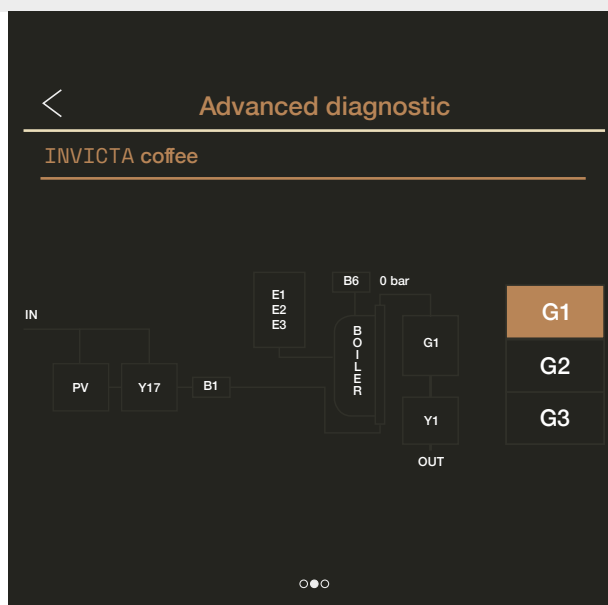 Advanced diagnostic
INVICTA coffee
IN
PV
Y17
B1
E1
E2
E3
B6
0 bar
BOILER
G1
Y1
OUT
G1
G2
G3